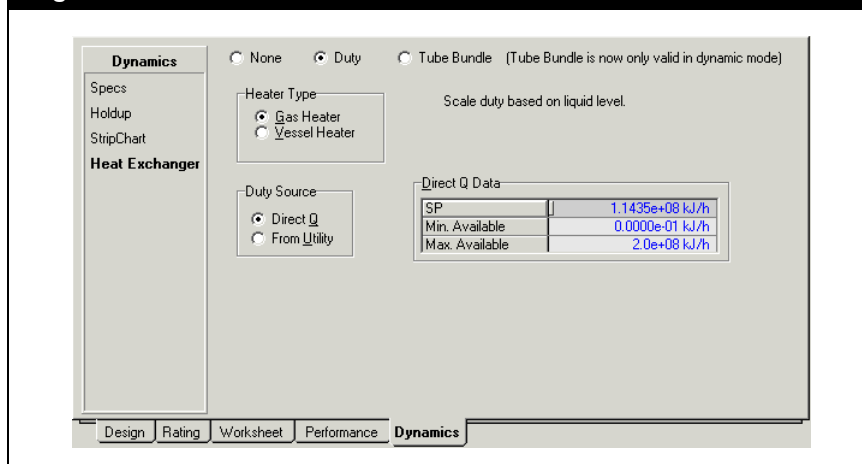 Dynamics
Specs
Holdup
StripChart
Heat Exchanger
None Duty Tube Bundle (Tube Bundle is now only valid in dynamic mode)
Heater Type
Gas Heater
Vessel Heater
Scale duty based on liquid level.
Duty Source
Direct Q
From Utility
Direct Q Data
SP 1.1435e+08 kJ/h
Min. Available 0.0000e-01 kJ/h
Max. Available 2.0e+08 kJ/h
Design Rating Worksheet Performance Dynamics